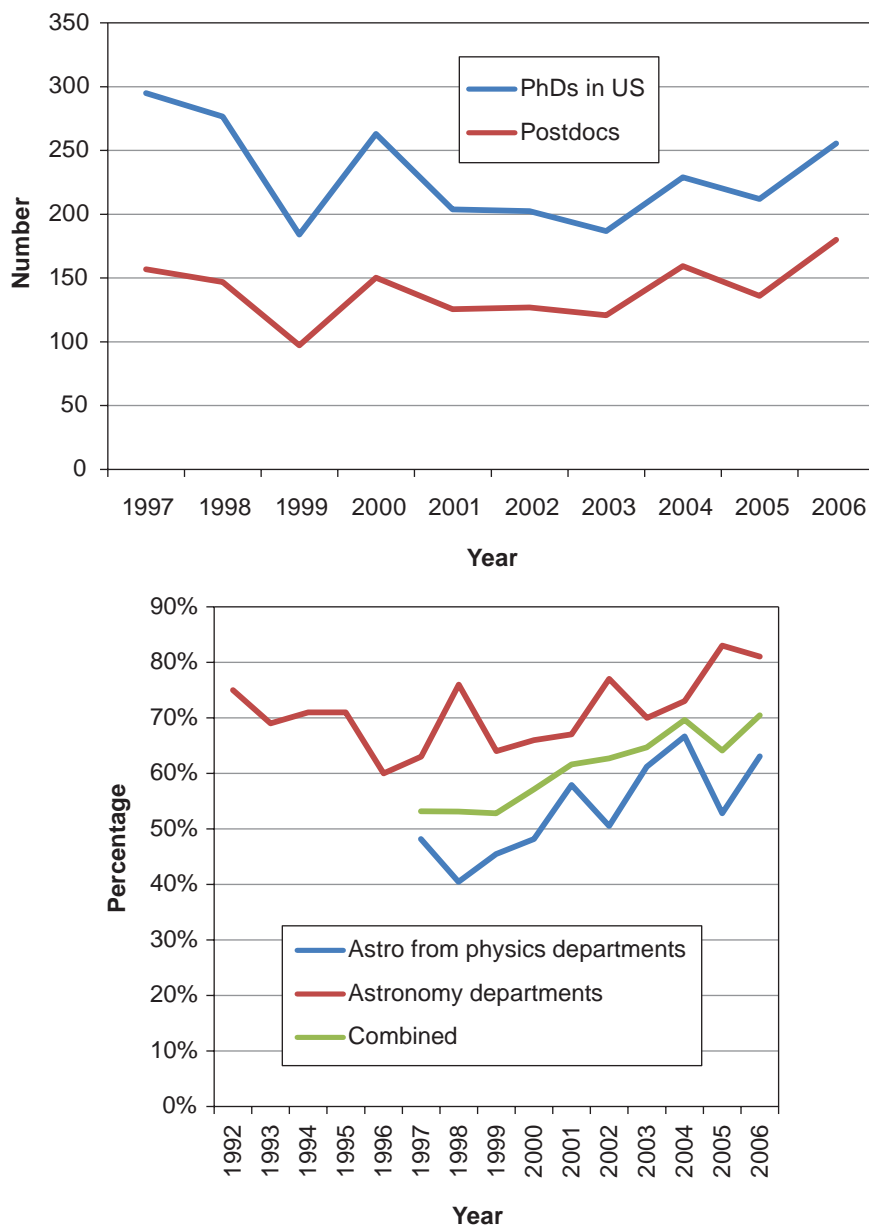 350
300
250
200
150
100
50
0
Number
PhDs in US
Postdocs
1997 1998 1999 2000 2001 2002 2003 2004 2005 2006
Year
90%
80%
70%
60%
50%
40%
30%
20%
10%
0%
Percentage
Astro from physics departments
Astronomy departments
Combined
1992 1993 1994 1995 1996 1997 1998 1999 2000 2001 2002 2003 2004 2005 2006
Year